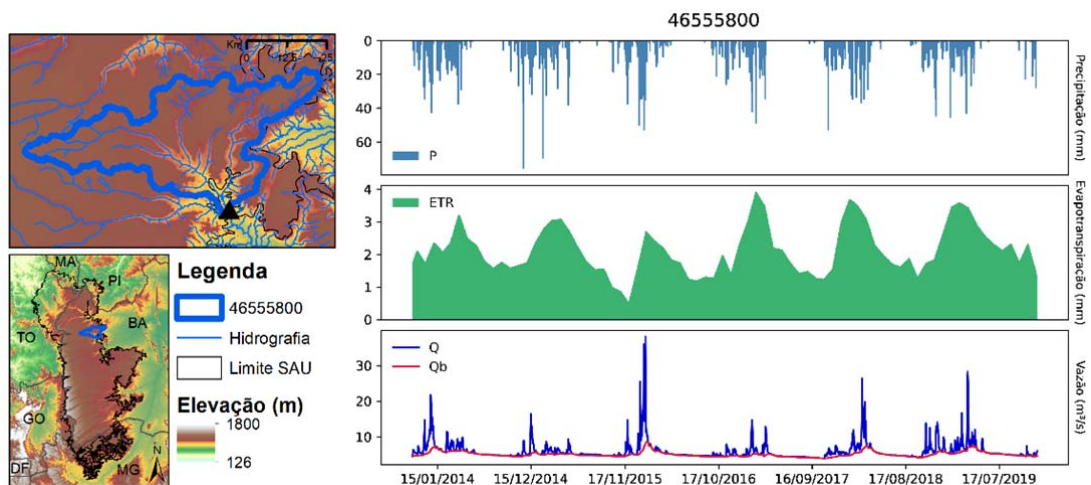 46555800
Km
0 12.5 25
MA
PI
TO
BA
GO
DF
MG
N
Legenda
46555800
Hidrografia
Limite SAU
Elevação (m)
1800
126
0
20
40
60
P
Precipitação (mm)
4
3
2
1
0
ETR
Evapotranspiração (mm)
30
20
10
Q
Qb
Vazão (m³/s)
15/01/2014 15/12/2014 17/11/2015 17/10/2016 16/09/2017 17/08/2018 17/07/2019